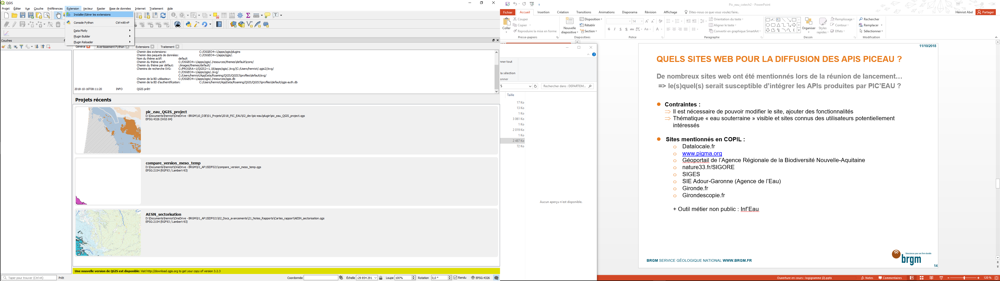 QGIS
Projet Éditer Vue Couche Préférences Extension Vecteur Raster Base de données Internet Traitement Aide
Installer/Gérer les extensions
Console Python Ctrl+Alt+P
Data Plotly
Plugin Builder
Plugin Reloader
Couches
Général Avertissement Python Extensions Traitement
Chemin des extensions: C:/OSGEO4~1/apps/qgis/plugins
Chemin des paquets de données: C:/OSGEO4~1/apps/qgis/.
Nom du thème actif: default
Chemin du thème actif: C:/OSGEO4~1/apps/qgis/./resources/themes\default\icons/
Chemin du thème par défaut: :/images/themes/default/
Chemins de recherche SVG: C:/PROGRA~1/QGIS2~1.18/apps/qgis/./svg/|C:/Users/henriot/.qgis2//svg/
C:/OSGEO4~1/apps/qgis/./svg/
C:/Users/henriot/AppData/Roaming/QGIS/QGIS3\profiles\default/svg/
Chemin de la BD utilisateur: C:/OSGEO4~1/apps/qgis/./resources/qgis.db
Chemin de la BD d'authentification: C:/Users/henriot/AppData/Roaming/QGIS/QGIS3\profiles\default/qgis-auth.db
2018-10-16T08:11:20 INFO QGIS prêt!
Projets récents
pic_eau_QGIS_project
D:\Documents\henriot\OneDrive - BRGM\10_D3E\01_Projets\2018_PIC_EAU\02_dev\pic-eau\plugin\pic_eau_QGIS_project.qgs
EPSG:4326 (WGS 84)
compare_version_meso_temp
D:\Documents\henriot\OneDrive - BRGM\01_AP15IDF021\compare_version_meso_temp.qgs
EPSG:2154 (RGF93 / Lambert-93)
AESN_sectorisation
D:\Documents\henriot\OneDrive - BRGM\01_AP15IDF021\02_Docs_avancements\21_Notes_Rapports\Cartes_rapport\AESN_sectorisation.qgs
EPSG:2154 (RGF93 / Lambert-93)
Une nouvelle version de QGIS est disponible: Visit http://download.qgis.org to get your copy of version 3.2.3
Taper pour trouver (Ctrl+K) Prêt Coordonnée Échelle :29 854 291 Loupe 100% Rotation 0,0 ° Rendu EPSG:4326
Pic_eau_cotech2 - PowerPoint
Fichier Accueil Insertion Création Transitions Animations Diaporama Révision Affichage Dites-nous ce que vous voulez faire... Henriot Abel Partager
Coller
Couper
Copier
Reproduire la mise en forme
Presse-papiers
Nouvelle diapositive
Disposition
Rétablir
Section
Diapositives
14
G I S S abc AV Aa A
Police
Orientation du texte
Aligner le texte
Convertir en graphique SmartArt
Paragraphe
Organiser
Styles rapides
Remplissage
Contour
Effets
Dessin
Rechercher
Remplacer
Sélectionner
Modification
nner tout
la sélection
onner
Rechercher dans : DEPARTEM...
Taille
17 Ko
13 Ko
1 Ko
3 061 Ko
1 Ko
2 019 Ko
1 Ko
2 487 Ko
72 Ko
Aucun aperçu n'est disponible.
11/10/2018
QUELS SITES WEB POUR LA DIFFUSION DES APIS PICEAU ?
De nombreux sites web ont été mentionnés lors de la réunion de lancement…
=> le(s)quel(s) serait susceptible d'intégrer les APIs produites par PIC'EAU ?
Contraintes :
Il est nécessaire de pouvoir modifier le site, ajouter des fonctionnalités
Thématique « eau souterraine » visible et sites connus des utilisateurs potentiellement
intéressés
Sites mentionnés en COPIL :
Datalocale.fr
www.piqma.org
Géoportail de l'Agence Régionale de la Biodiversité Nouvelle-Aquitaine
nature33.fr/SIGORE
SIGES
SIE Adour-Garonne (Agence de l'Eau)
Gironde.fr
Girondescopie.fr
+ Outil métier non public : Inf'Eau
BRGM SERVICE GÉOLOGIQUE NATIONAL WWW.BRGM.FR
Géosciences pour une Terre durable
brgm
14
Ouverture en cours : logigramme (2).pptx Notes Commentaires 120 %